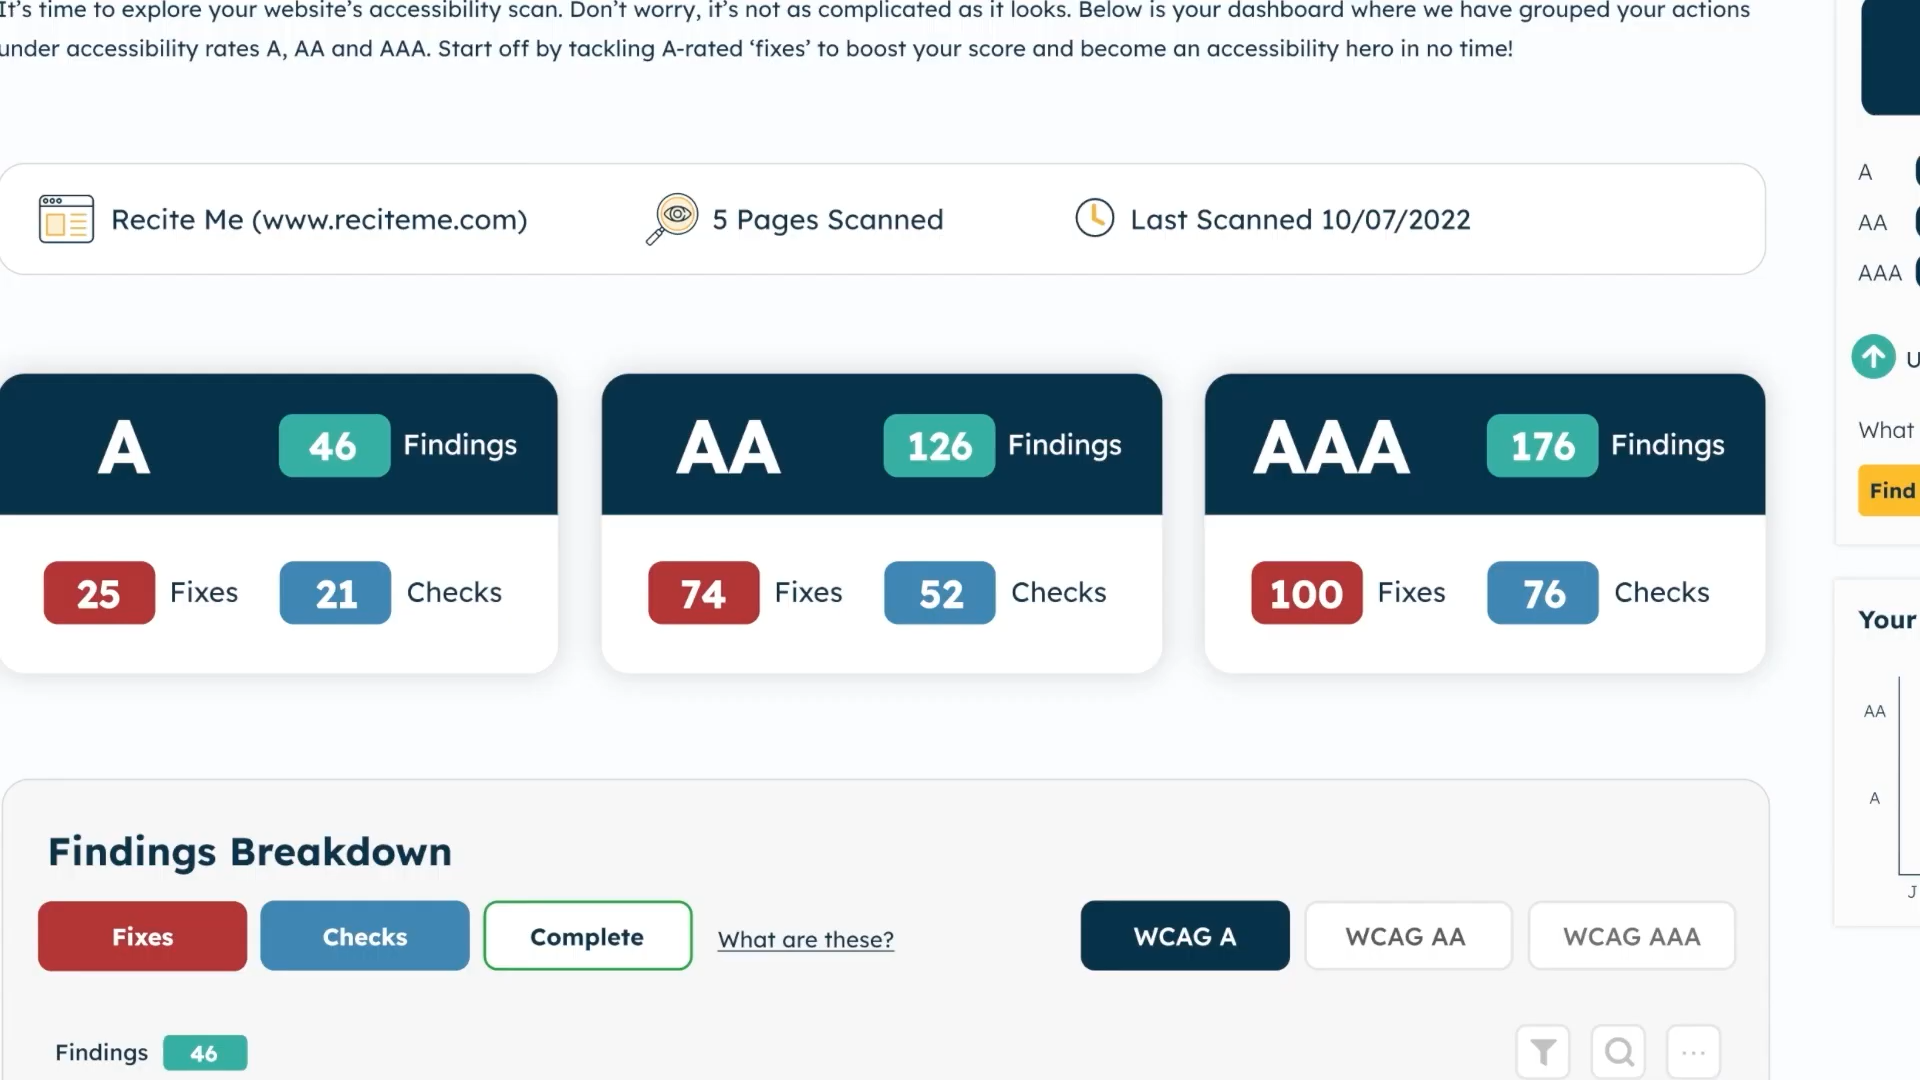 It's time to explore your website's accessibility scan. Don't worry, it's not as complicated as it looks. Below is your dashboard where we have grouped your actions
under accessibility rates A, AA and AAA. Start off by tackling A-rated ‘fixes’ to boost your score and become an accessibility hero in no time!
Recite Me (www.reciteme.com)
5 Pages Scanned
Last Scanned 10/07/2022
A
46 Findings
25 Fixes
21 Checks
AA
126 Findings
74 Fixes
52 Checks
AAA
176 Findings
100 Fixes
76 Checks
Findings Breakdown
Fixes
Checks
Complete
What are these?
WCAG A
WCAG AA
WCAG AAA
Findings 46
A
AA
AAA
What
Find
Your
AA
A
J